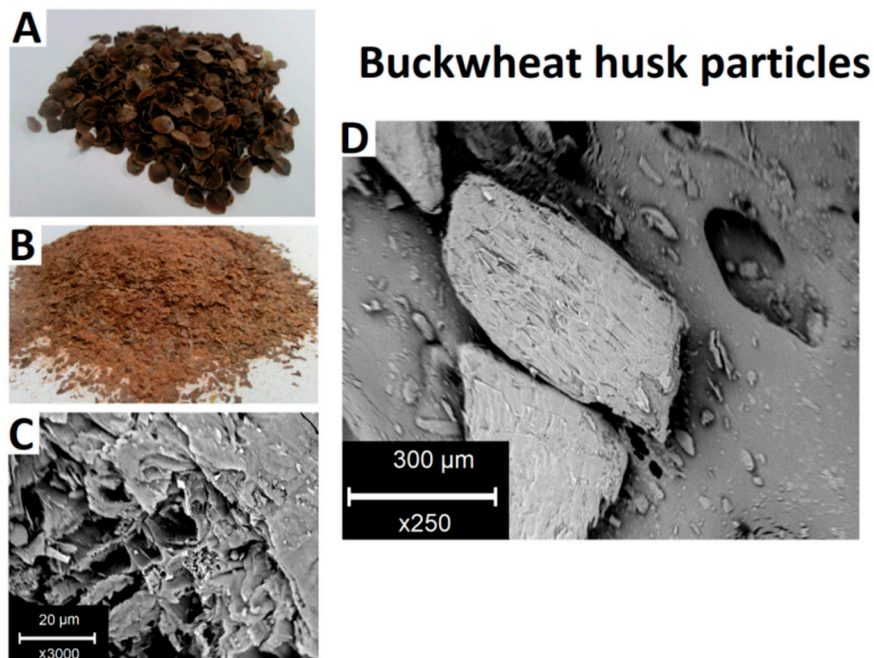 A
Buckwheat husk particles
B
C
20 µm
x3000
D
300 µm
x250